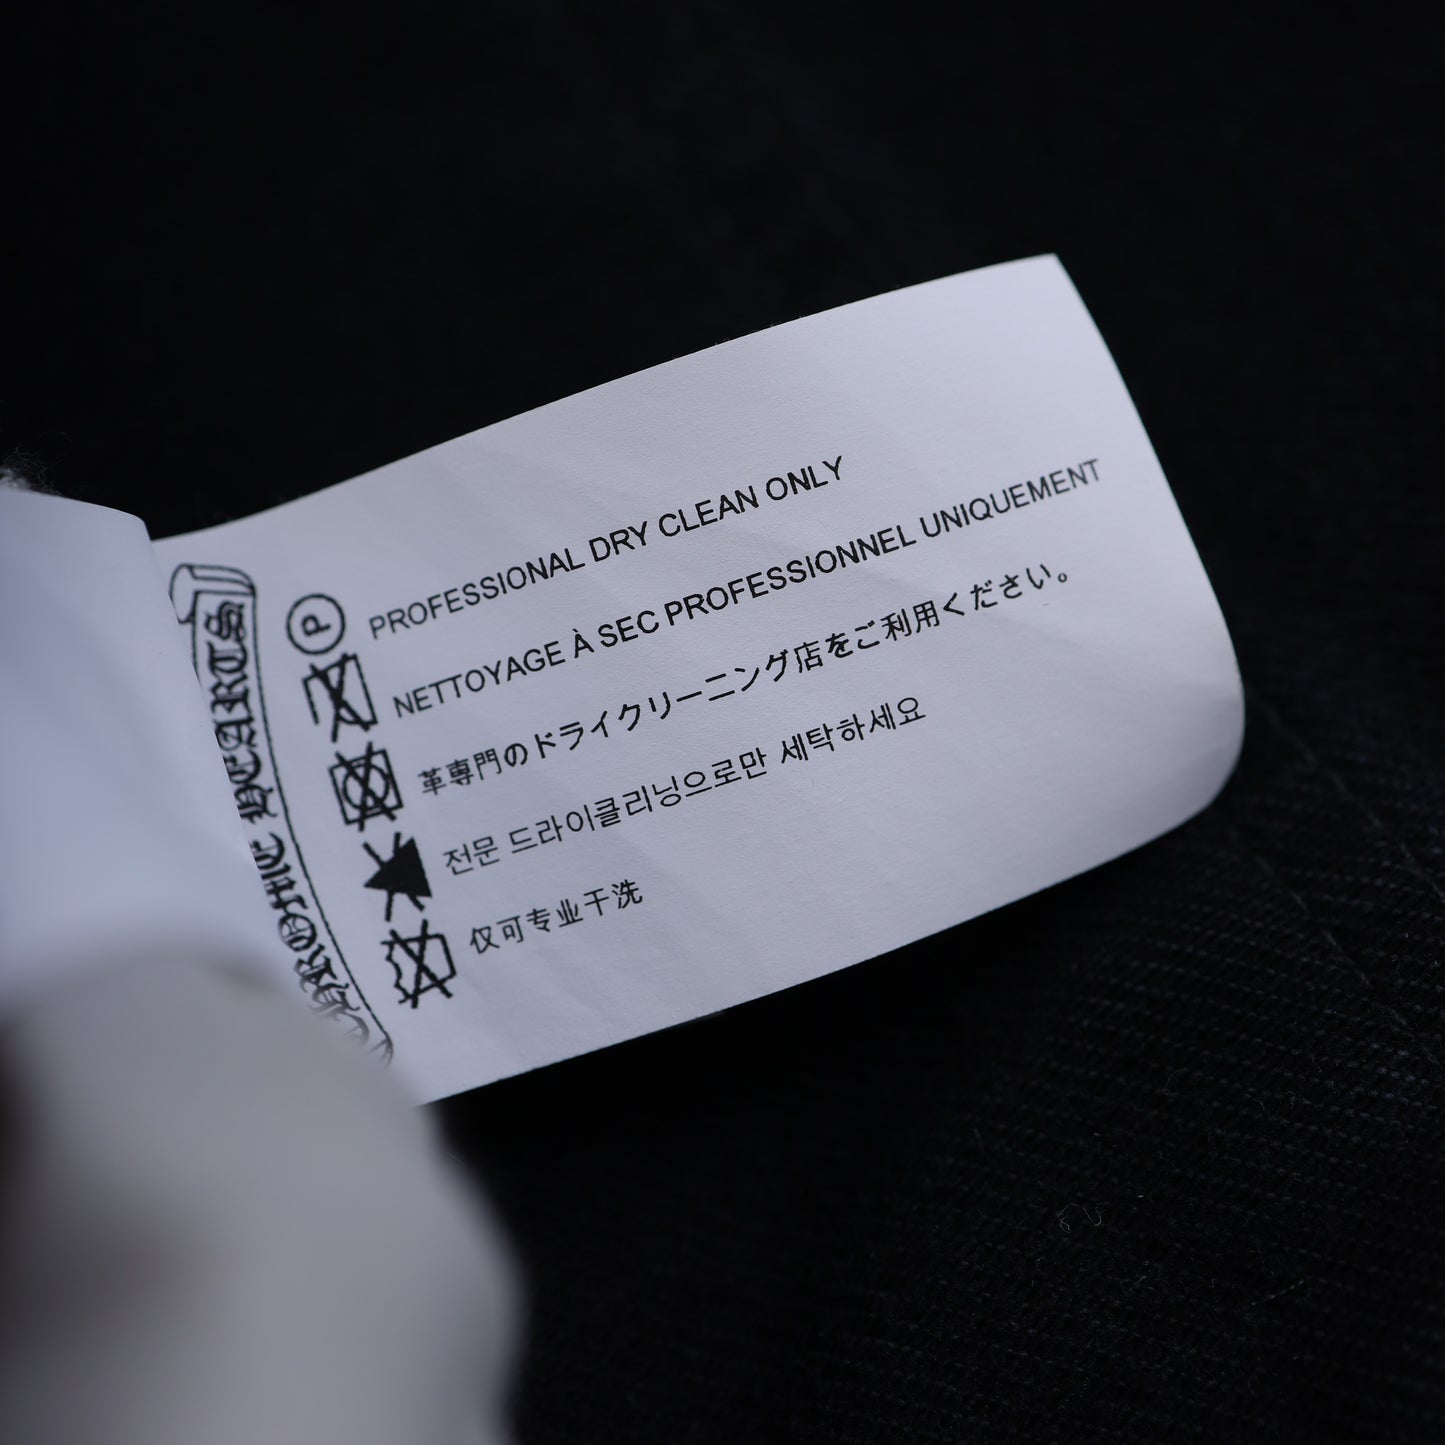 CHROME HEARTS
P
PROFESSIONAL DRY CLEAN ONLY
NETTOYAGE À SEC PROFESSIONNEL UNIQUEMENT
革専門のドライクリーニング店をご利用ください。
전문 드라이클리닝으로만 세탁하세요
仅可专业干洗